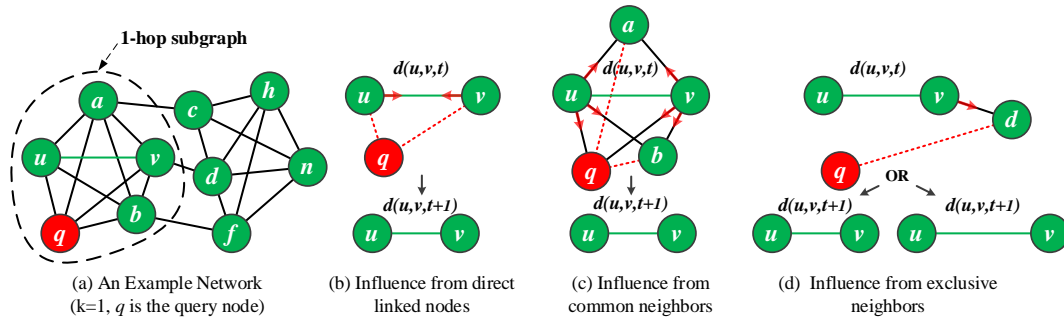 1-hop subgraph
a
c
h
u
v
d
n
q
b
f
(a) An Example Network
(k=1, q is the query node)
d(u,v,t)
u
v
q
d(u,v,t+1)
u
v
(b) Influence from direct
linked nodes
a
d(u,v,t)
u
v
q
b
d(u,v,t+1)
u
v
(c) Influence from
common neighbors
d(u,v,t)
u
v
d
q
OR
d(u,v,t+1)
d(u,v,t+1)
u
v
u
v
(d) Influence from exclusive
neighbors